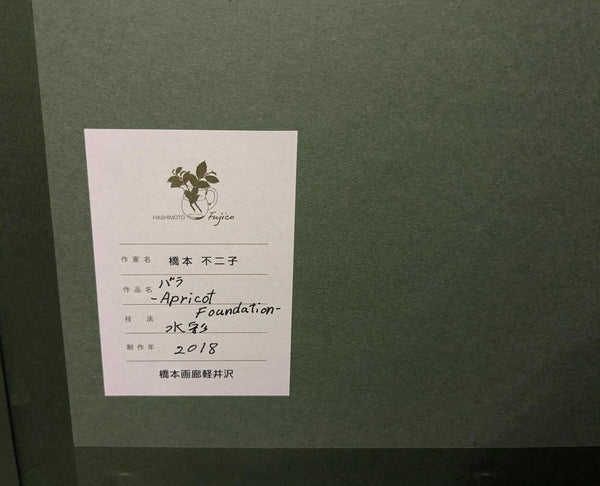 HASHIMOTO Fujico
作家名 橋本 不二子
作品名 バラ
-Apricot
Foundation-
技 法 水彩
制作年 2018
橋本画廊軽井沢